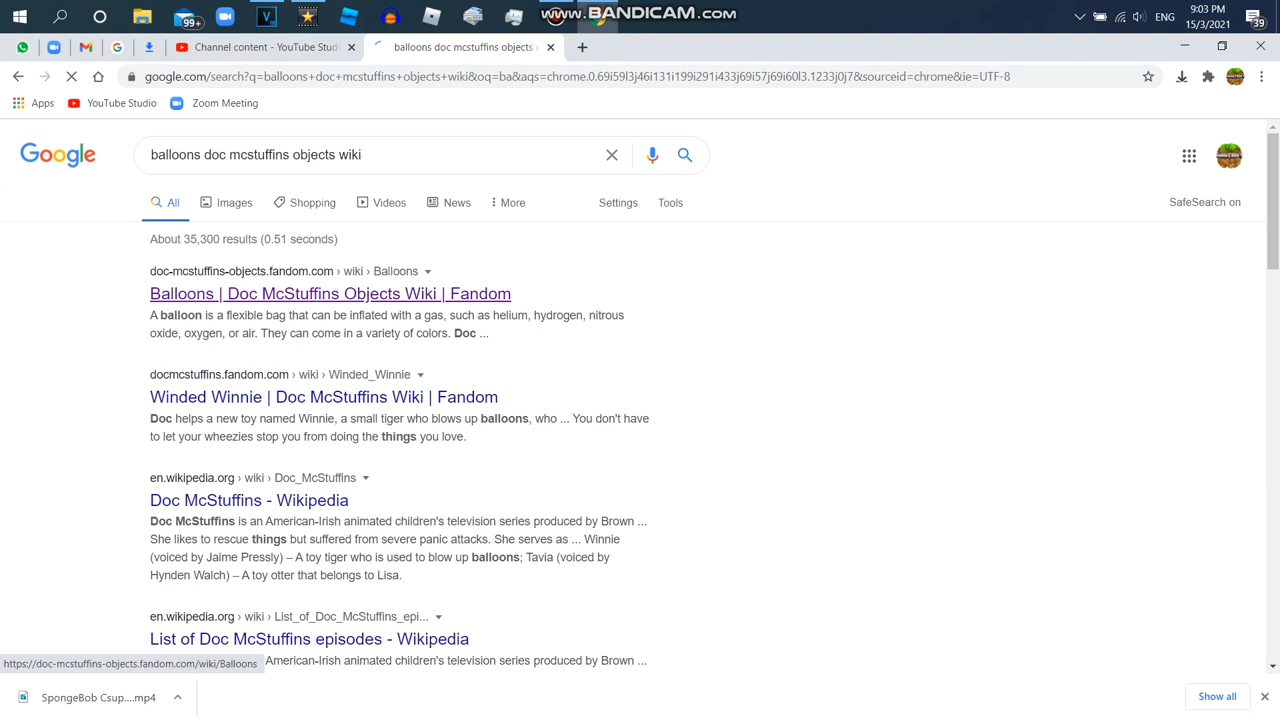 www.BANDICAM.com
99+
ENG
9:03 PM
15/3/2021
39
Channel content - YouTube Studi
balloons doc mcstuffins objects w
google.com/search?q=balloons+doc+mcstuffins+objects+wiki&oq=ba&aqs=chrome.0.69i59l3j46i131i199i291i433j69i57j69i60l3.1233j0j7&sourceid=chrome&ie=UTF-8
Apps
YouTube Studio
Zoom Meeting
Google
balloons doc mcstuffins objects wiki
All
Images
Shopping
Videos
News
More
Settings
Tools
SafeSearch on
About 35,300 results (0.51 seconds)
doc-mcstuffins-objects.fandom.com › wiki › Balloons
Balloons | Doc McStuffins Objects Wiki | Fandom
A balloon is a flexible bag that can be inflated with a gas, such as helium, hydrogen, nitrous
oxide, oxygen, or air. They can come in a variety of colors. Doc ...
docmcstuffins.fandom.com › wiki › Winded_Winnie
Winded Winnie | Doc McStuffins Wiki | Fandom
Doc helps a new toy named Winnie, a small tiger who blows up balloons, who ... You don't have
to let your wheezies stop you from doing the things you love.
en.wikipedia.org › wiki › Doc_McStuffins
Doc McStuffins - Wikipedia
Doc McStuffins is an American-Irish animated children's television series produced by Brown ...
She likes to rescue things but suffered from severe panic attacks. She serves as ... Winnie
(voiced by Jaime Pressly) – A toy tiger who is used to blow up balloons; Tavia (voiced by
Hynden Walch) – A toy otter that belongs to Lisa.
en.wikipedia.org › wiki › List_of_Doc_McStuffins_epi...
List of Doc McStuffins episodes - Wikipedia
https://doc-mcstuffins-objects.fandom.com/wiki/Balloons
American-Irish animated children's television series produced by Brown ...
SpongeBob Csup....mp4
Show all